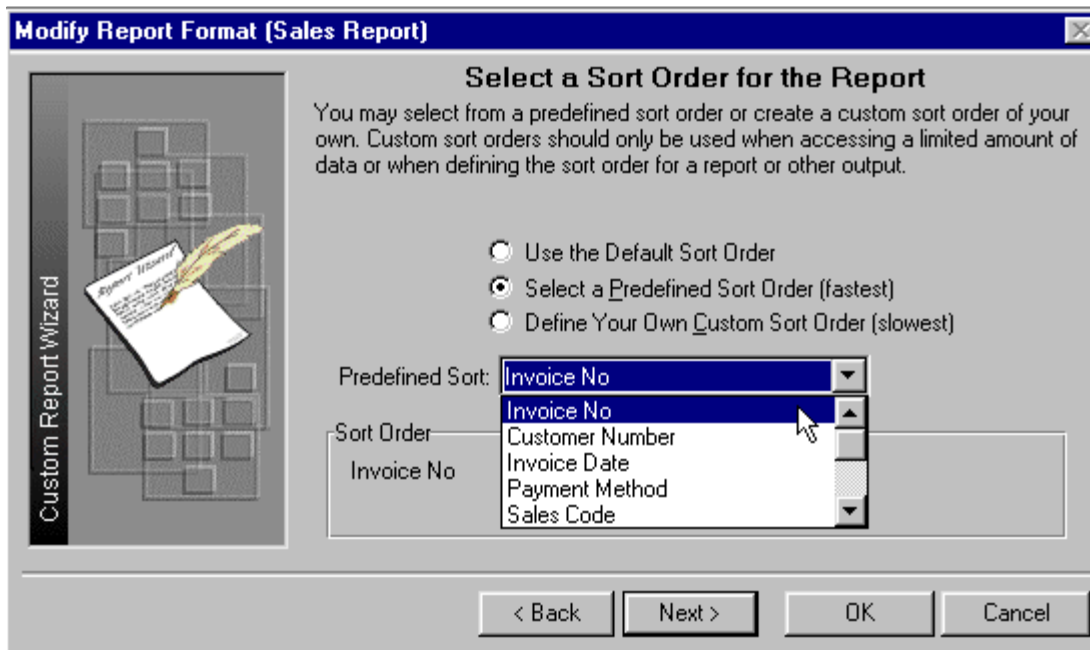 Modify Report Format (Sales Report)
Custom Report Wizard
Report Wizard
Select a Sort Order for the Report
You may select from a predefined sort order or create a custom sort order of your
own. Custom sort orders should only be used when accessing a limited amount of
data or when defining the sort order for a report or other output.
Use the Default Sort Order
Select a Predefined Sort Order (fastest)
Define Your Own Custom Sort Order (slowest)
Predefined Sort: Invoice No
Invoice No
Customer Number
Invoice Date
Payment Method
Sales Code
Sort Order
Invoice No
< Back Next > OK Cancel